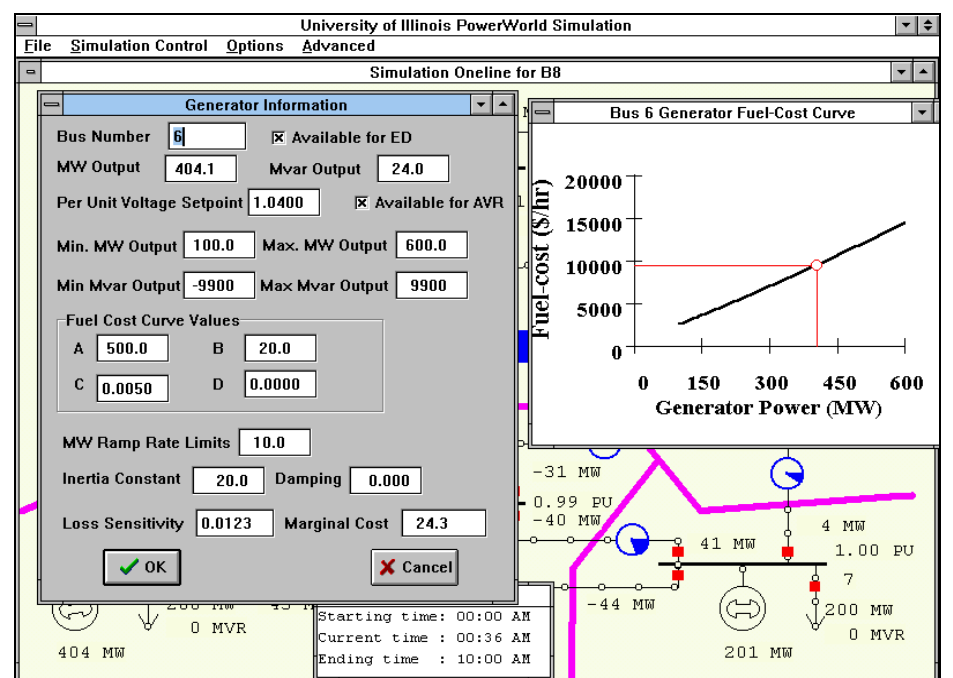 University of Illinois PowerWorld Simulation
File Simulation Control Options Advanced
Simulation Oneline for B8
Generator Information
Bus Number 6 Available for ED
MW Output 404.1 Mvar Output 24.0
Per Unit Voltage Setpoint 1.0400 Available for AVR
Min. MW Output 100.0 Max. MW Output 600.0
Min Mvar Output -9900 Max Mvar Output 9900
Fuel Cost Curve Values
A 500.0 B 20.0
C 0.0050 D 0.0000
MW Ramp Rate Limits 10.0
Inertia Constant 20.0 Damping 0.000
Loss Sensitivity 0.0123 Marginal Cost 24.3
OK Cancel
Bus 6 Generator Fuel-Cost Curve
Fuel-cost ($/hr)
20000
15000
10000
5000
0
0 150 300 450 600
Generator Power (MW)
-31 MW
0.99 PU
-40 MW
41 MW
4 MW
1.00 PU
7
-44 MW
200 MW
0 MVR
201 MW
0 MVR
404 MW
Starting time: 00:00 AM
Current time : 00:36 AM
Ending time : 10:00 AM